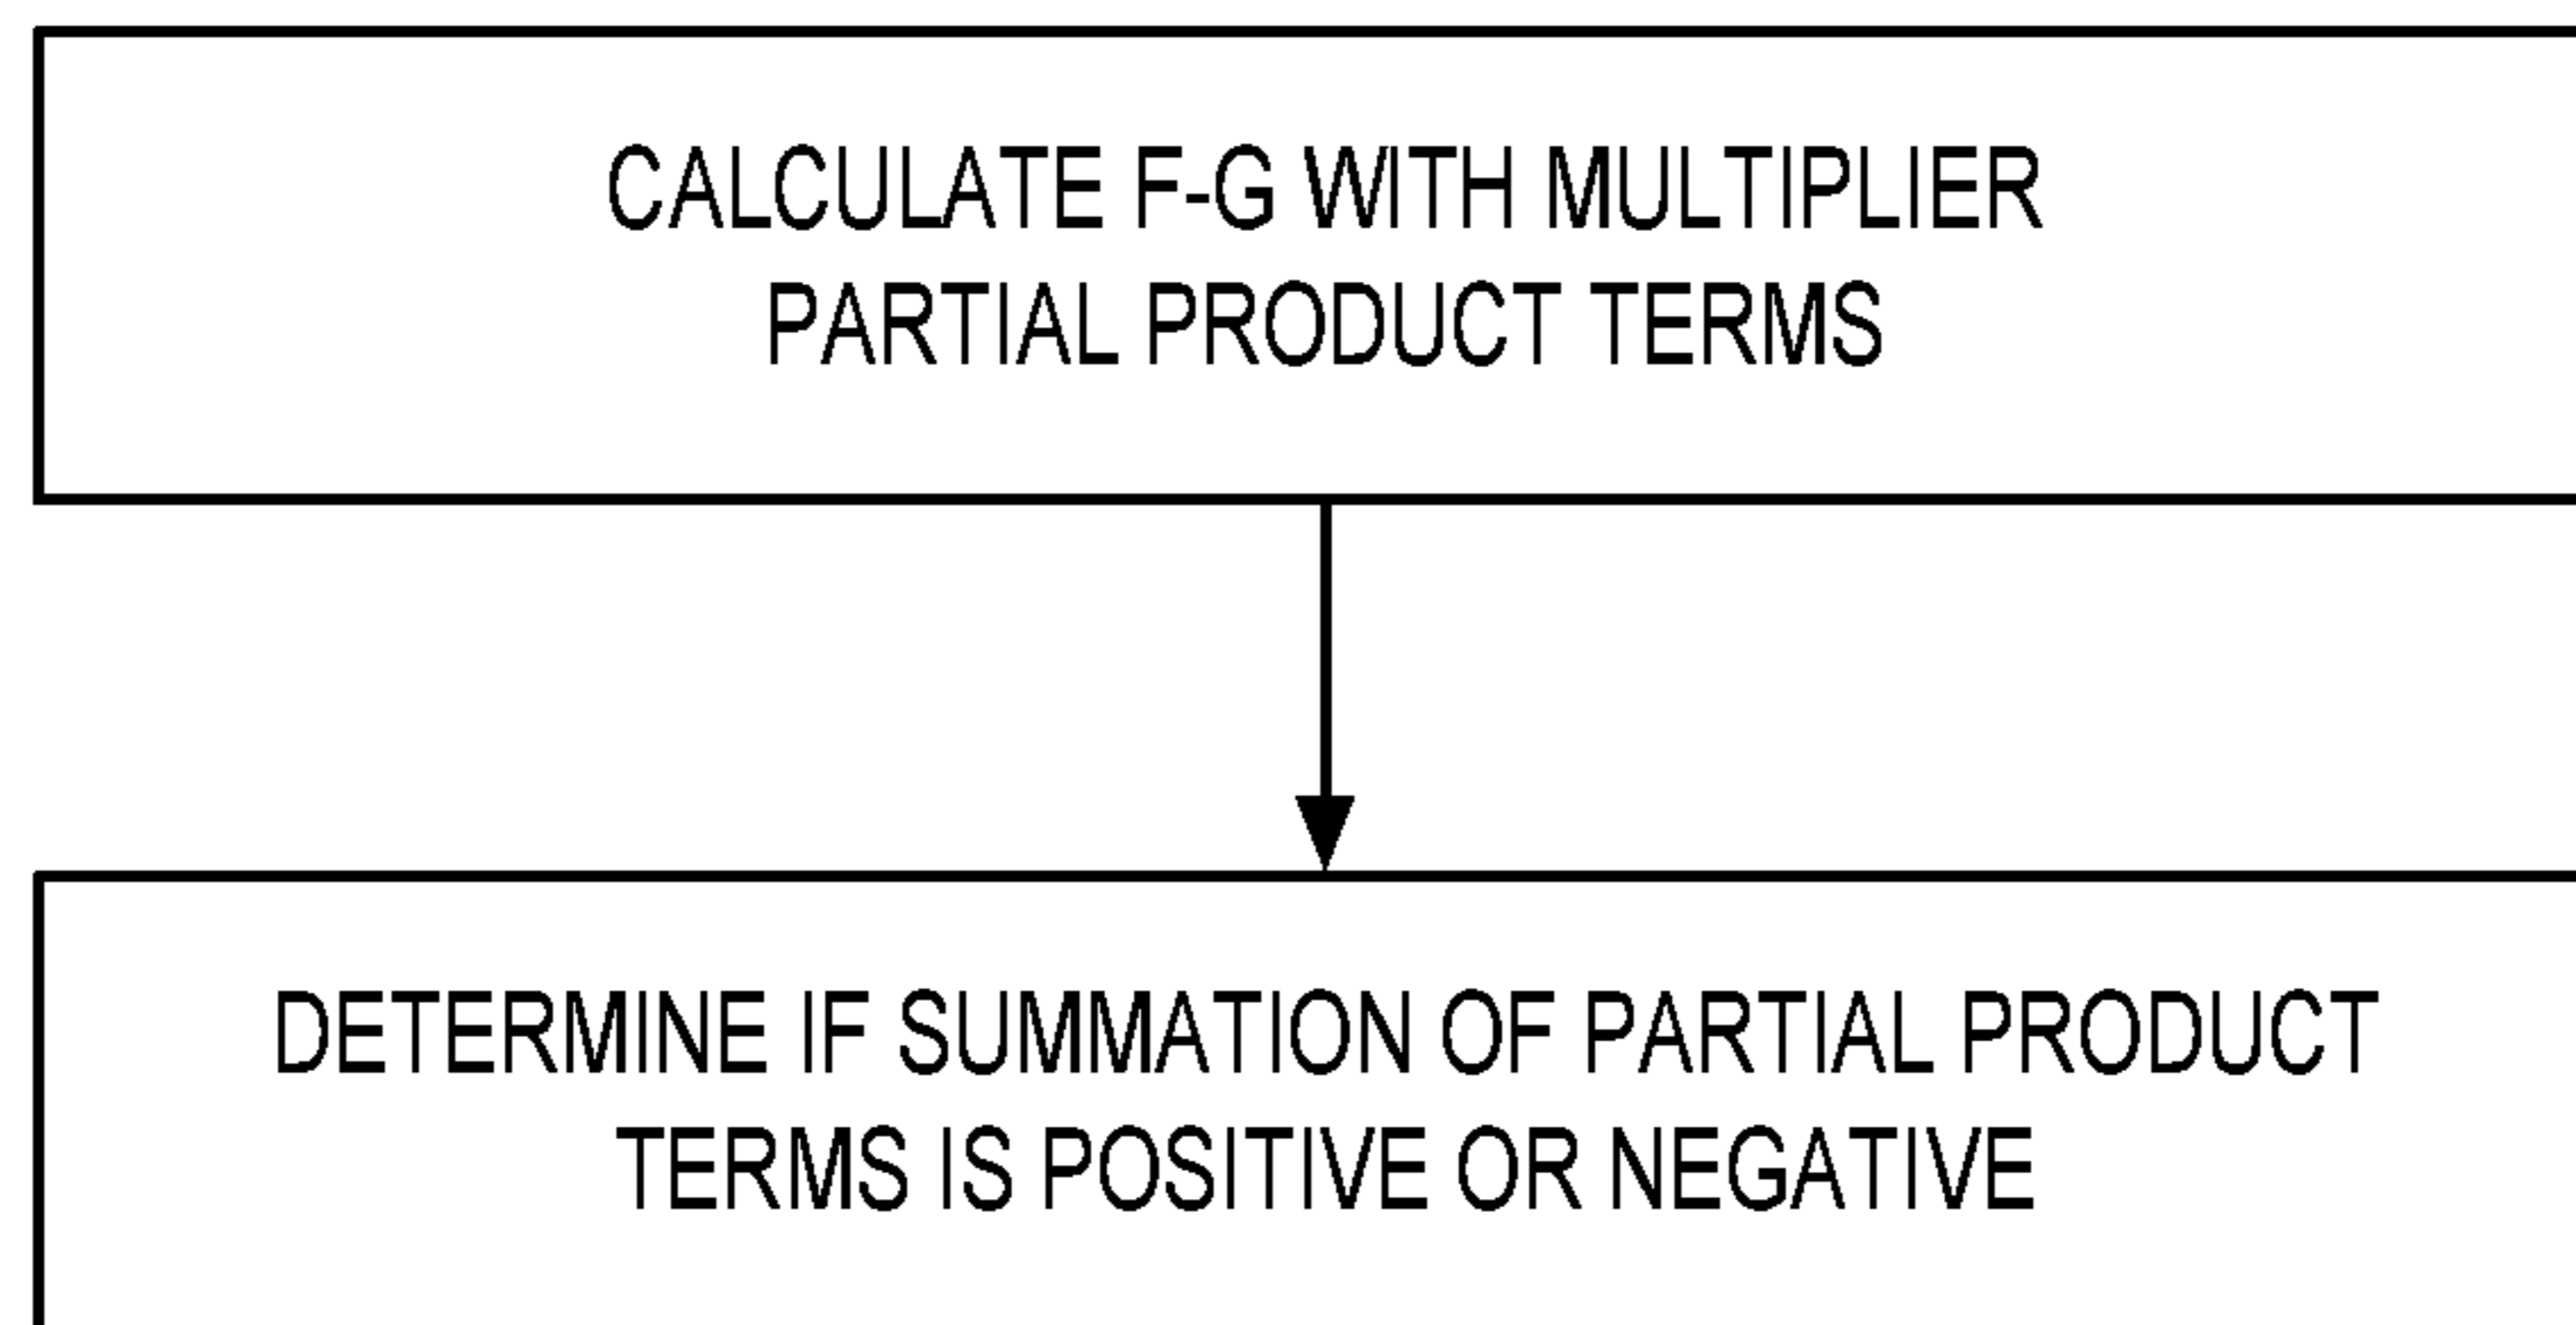 CALCULATE F-G WITH MULTIPLIER
PARTIAL PRODUCT TERMS
DETERMINE IF SUMMATION OF PARTIAL PRODUCT
TERMS IS POSITIVE OR NEGATIVE